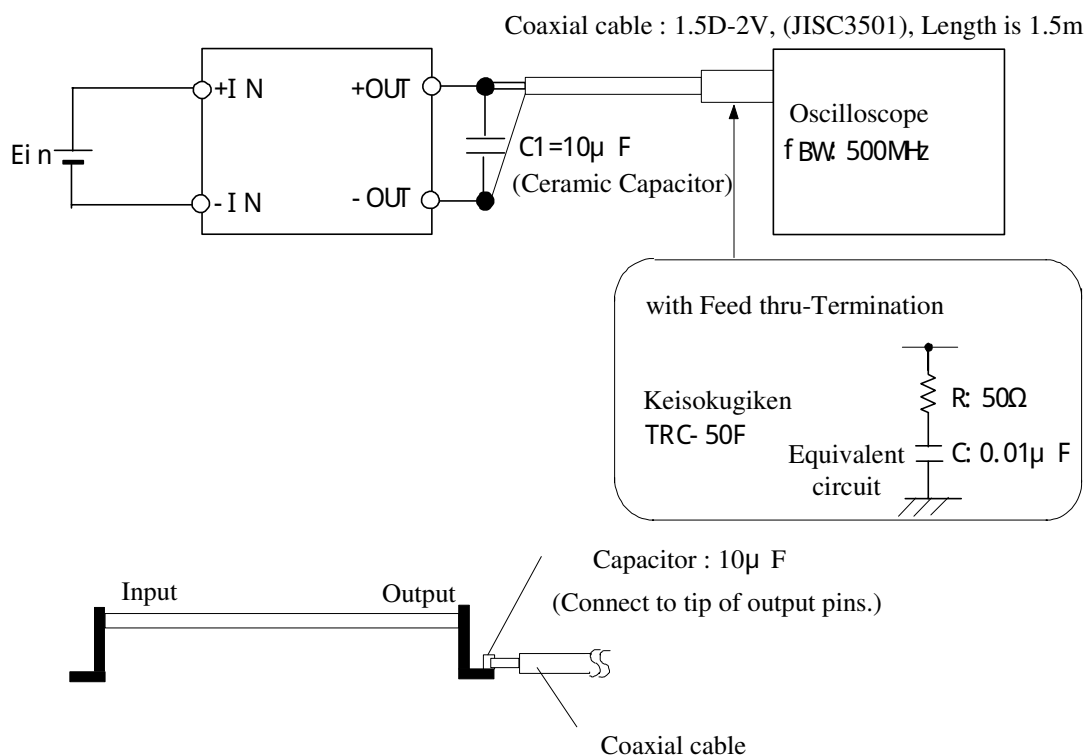 Coaxial cable : 1.5D-2V, (JISC3501), Length is 1.5m
+IN
+OUT
Oscilloscope
fBW: 500MHz
Ein
C1=10μF
(Ceramic Capacitor)
-IN
-OUT
with Feed thru-Termination
Keisokugiken
TRC-50F
R: 50Ω
Equivalent
circuit
C: 0.01μF
Capacitor : 10μF
(Connect to tip of output pins.)
Input
Output
Coaxial cable